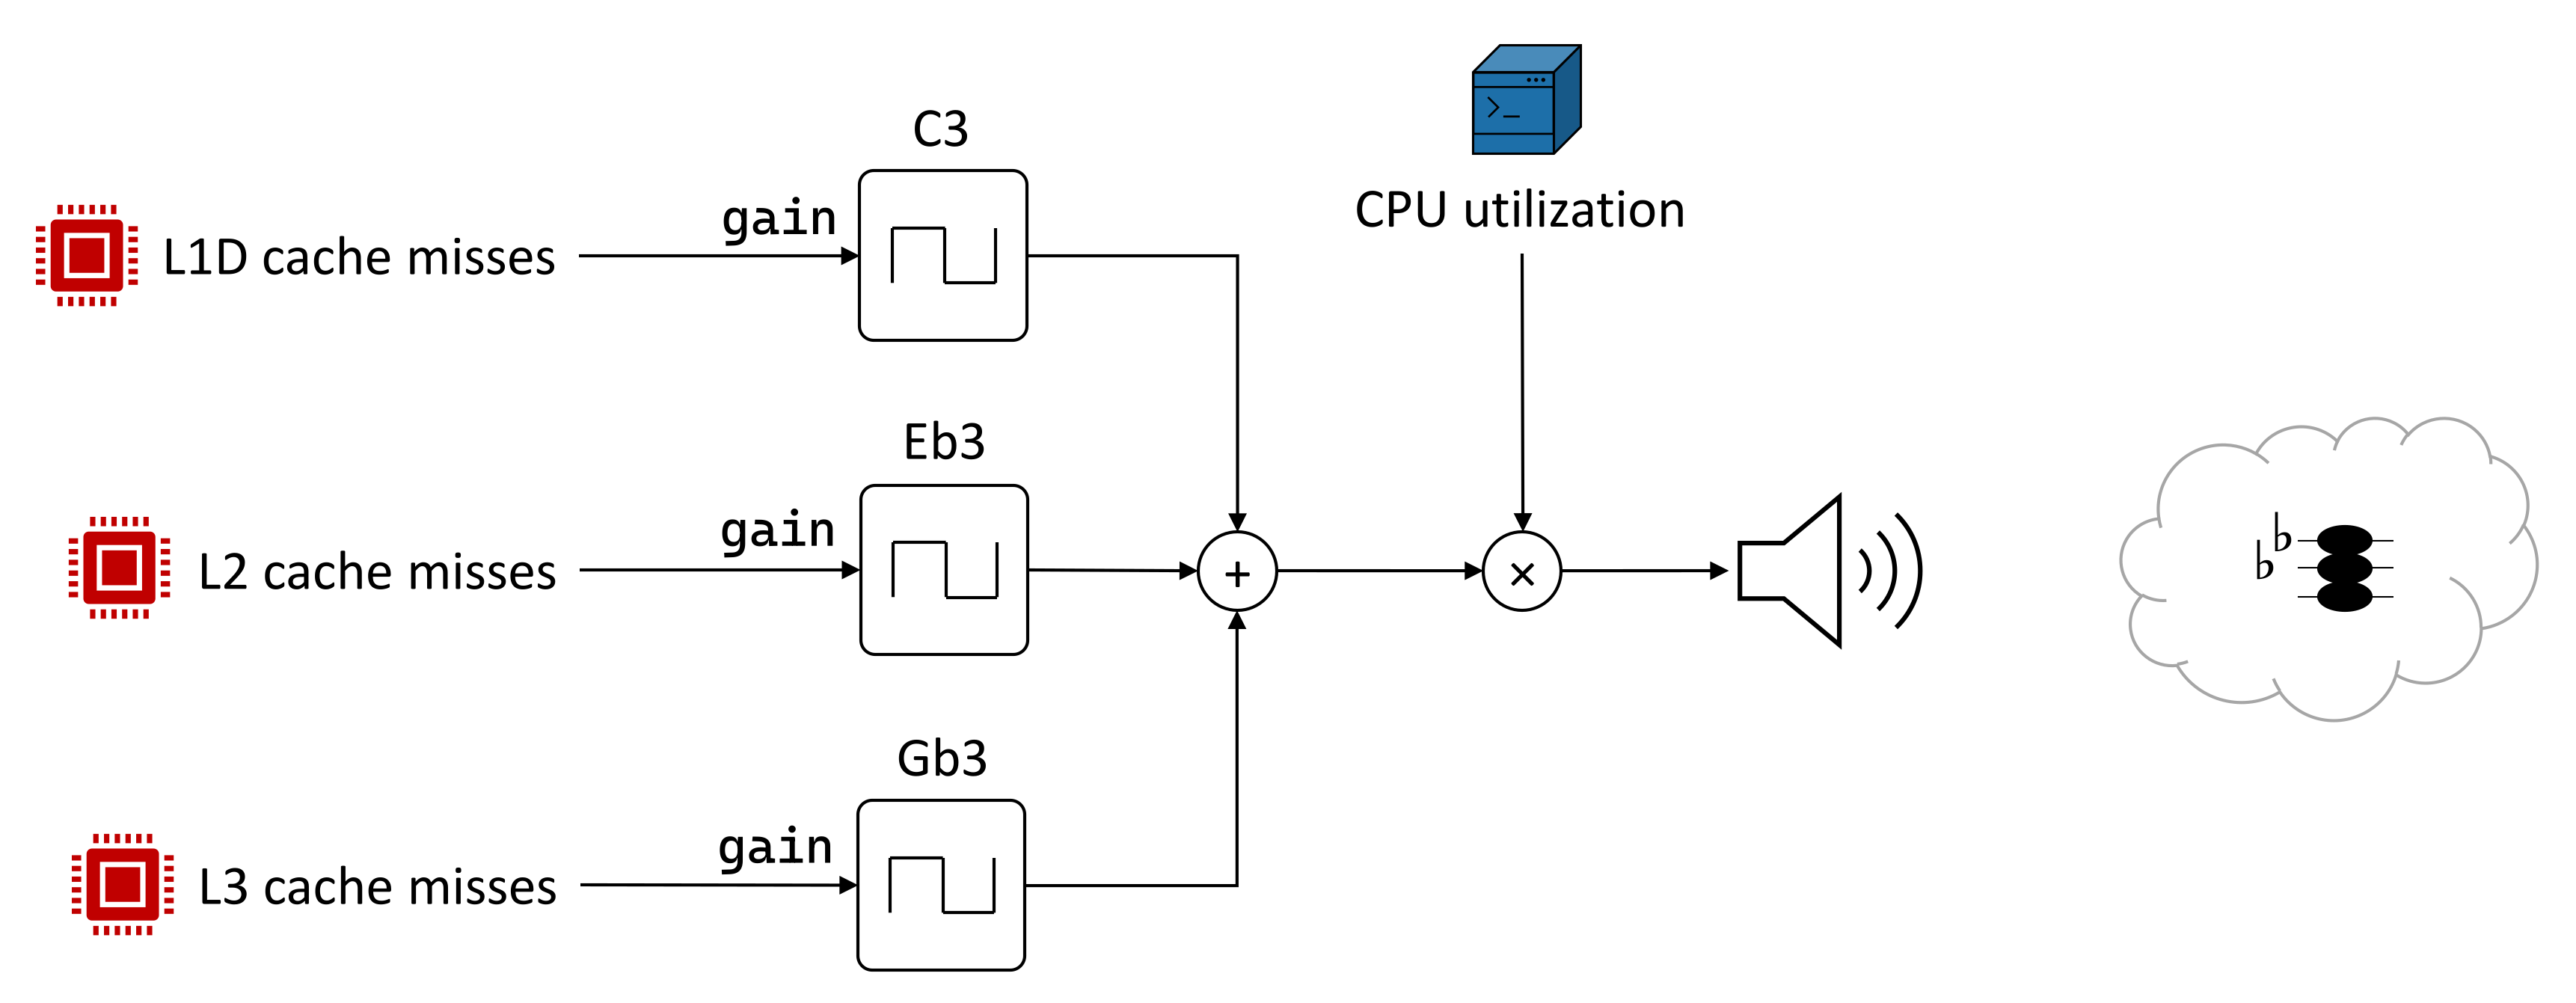 C3
CPU utilization
gain
L1D cache misses
Eb3
gain
L2 cache misses
+
×
♭
♭
Gb3
gain
L3 cache misses
>_